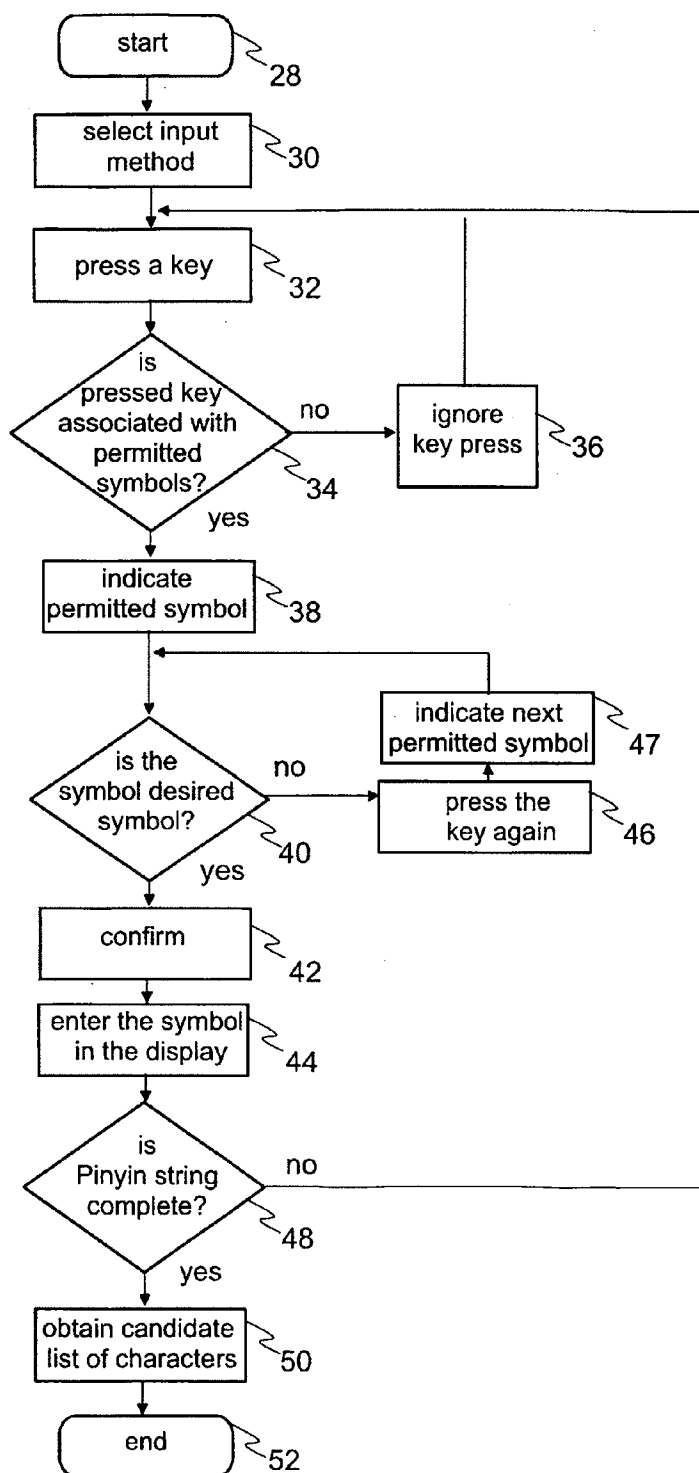 start
28
select input
method
30
press a key
32
is
pressed key
associated with
permitted
symbols?
34
no
ignore
key press
36
yes
indicate
permitted symbol
38
indicate next
permitted symbol
47
is the
symbol desired
symbol?
40
no
press the
key again
46
yes
confirm
42
enter the symbol
in the display
44
is
Pinyin string
complete?
48
no
yes
obtain candidate
list of characters
50
end
52